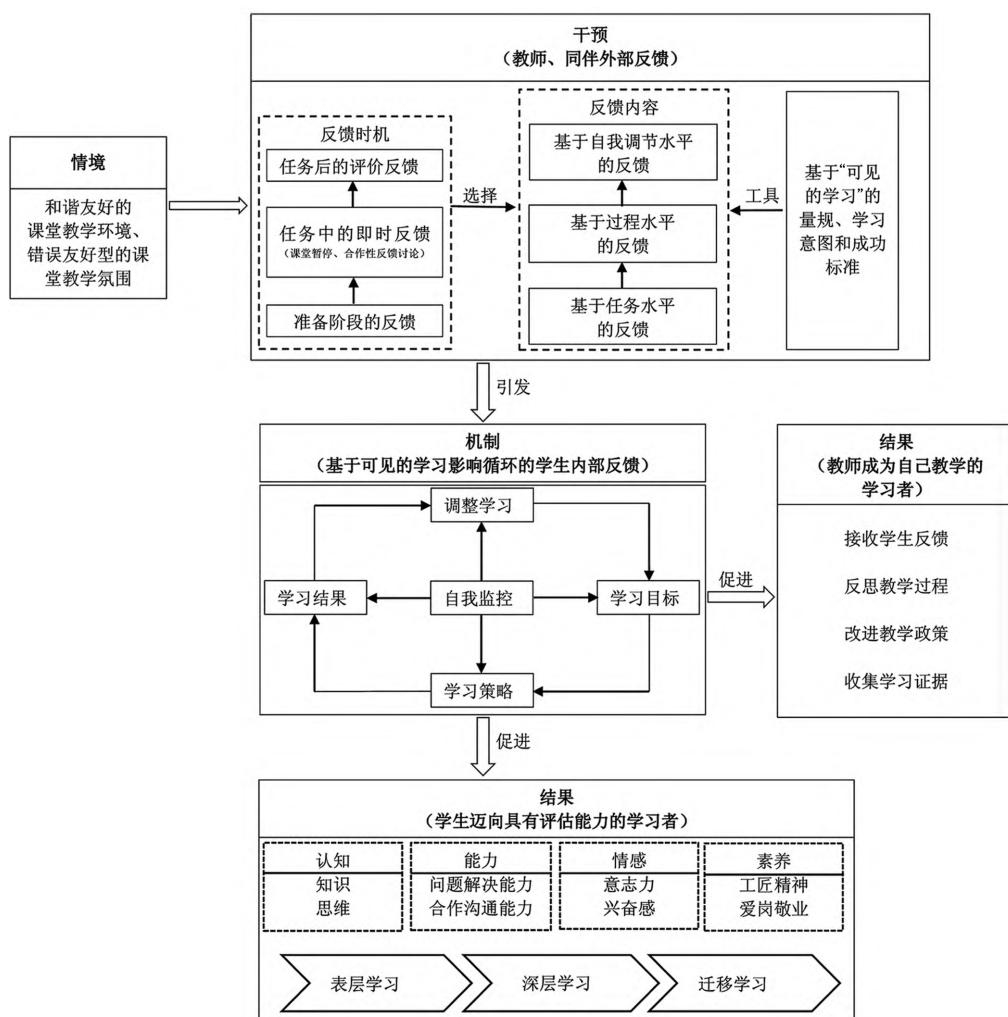 干预
（教师、同伴外部反馈）
情境
和谐友好的
课堂教学环境、
错误友好型的课
堂教学氛围
反馈时机
任务后的评价反馈
任务中的即时反馈
（课堂暂停、合作性反馈讨论）
准备阶段的反馈
选择
反馈内容
基于自我调节水平
的反馈
基于过程水平
的反馈
基于任务水平
的反馈
工具
基于“可见
的学习”的
量规、学习
意图和成功
标准
引发
机制
（基于可见的学习影响循环的学生内部反馈）
调整学习
学习结果
自我监控
学习目标
学习策略
促进
结果
（教师成为自己教学的
学习者）
接收学生反馈
反思教学过程
改进教学政策
收集学习证据
促进
结果
（学生迈向具有评估能力的学习者）
认知
知识
思维
能力
问题解决能力
合作沟通能力
情感
意志力
兴奋感
素养
工匠精神
爱岗敬业
表层学习
深层学习
迁移学习